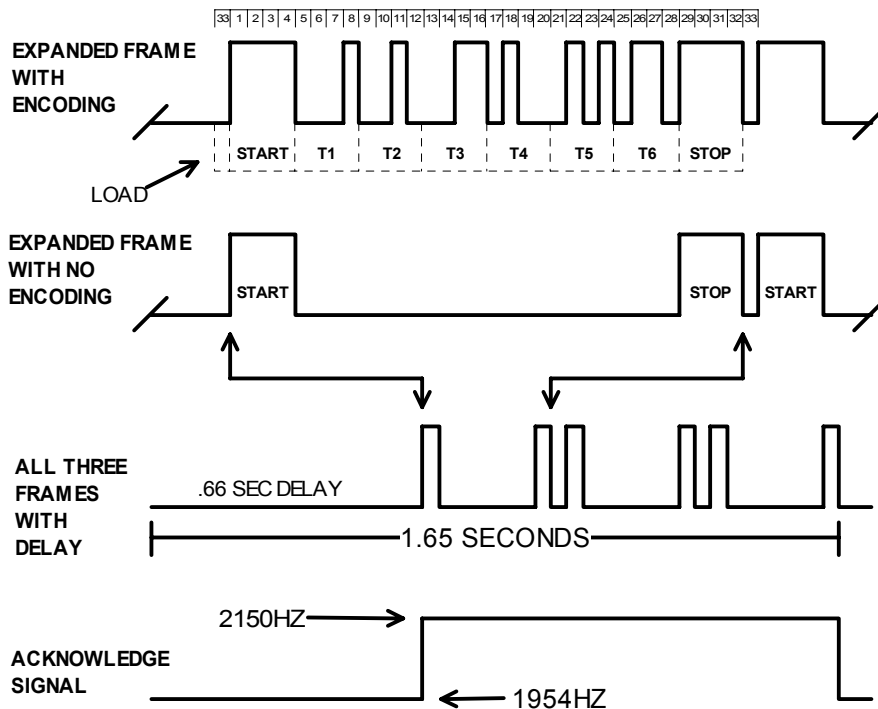 33 1 2 3 4 5 6 7 8 9 10 11 12 13 14 15 16 17 18 19 20 21 22 23 24 25 26 27 28 29 30 31 32 33
EXPANDED FRAME
WITH
ENCODING
START T1 T2 T3 T4 T5 T6 STOP
LOAD
EXPANDED FRAME
WITH NO
ENCODING
START STOP START
ALL THREE
FRAMES
WITH
DELAY
.66 SEC DELAY
1.65 SECONDS
2150HZ
ACKNOWLEDGE
SIGNAL
1954HZ